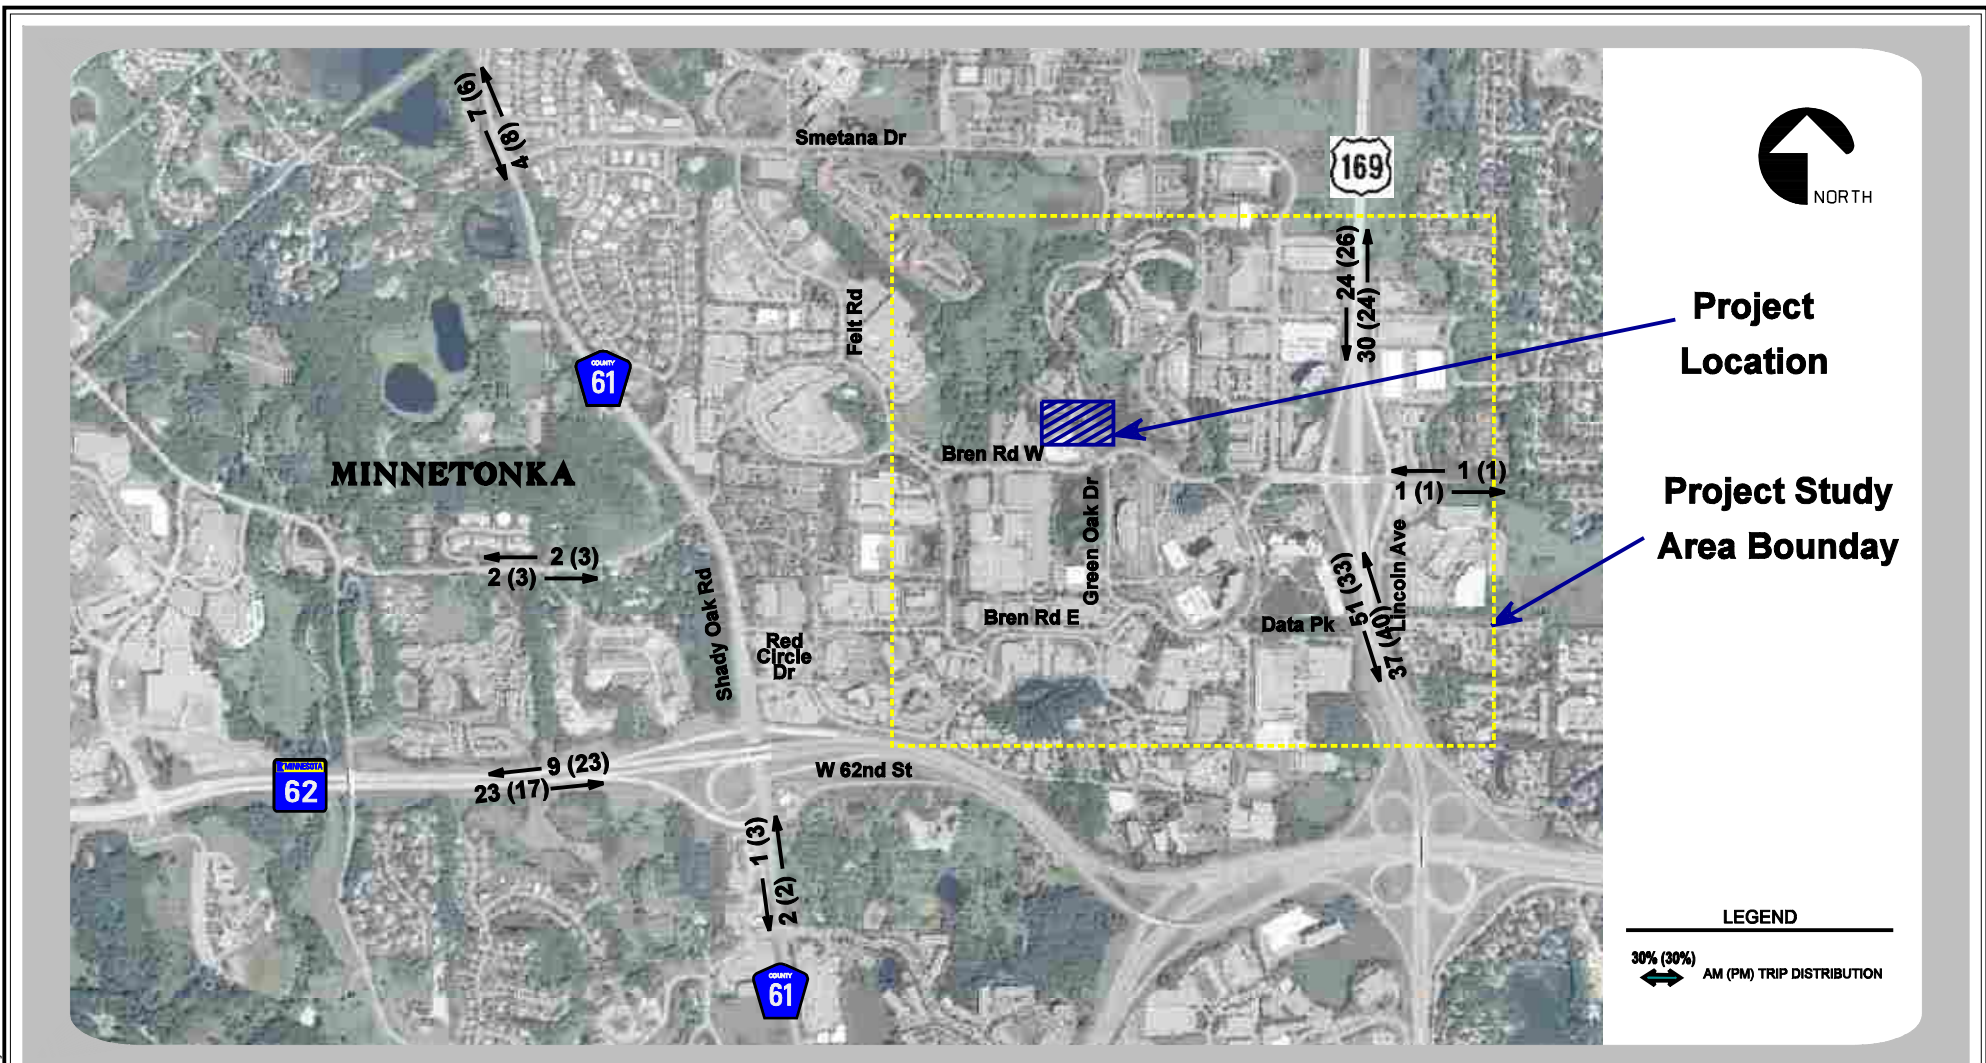 7 (6)
4 (8)
Smetana Dr
169
NORTH
24 (26)
30 (24)
Felt Rd
Project
Location
COUNTY
61
Bren Rd W
MINNETONKA
1 (1)
1 (1)
Project Study
Area Bounday
Green Oak Dr
Lincoln Ave
2 (3)
2 (3)
Shady Oak Rd
51 (33)
37 (40)
Bren Rd E
Data Pk
Red
Circle
Dr
9 (23)
23 (17)
W 62nd St
MINNESOTA
62
1 (3)
2 (2)
COUNTY
61
LEGEND
30% (30%)
AM (PM) TRIP DISTRIBUTION